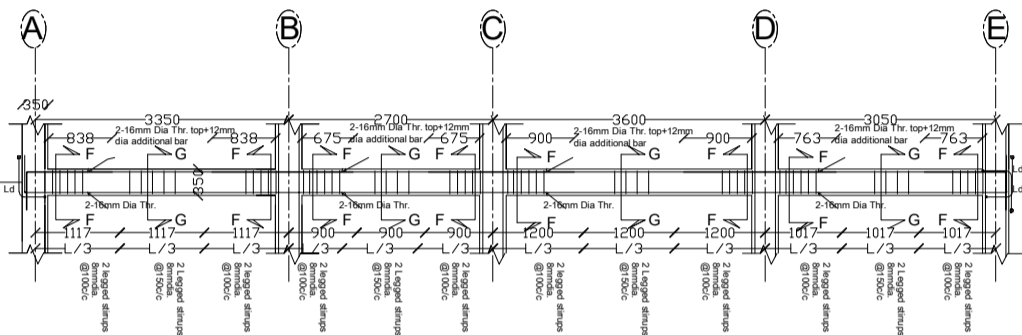 A B C D E
350
3350 2700 3600 3050
2-16mm Dia Thr. top+12mm 2-16mm Dia Thr. top+12mm 2-16mm Dia Thr. top+12mm 2-16mm Dia Thr. top+12mm
838 dia additional bar 838 675 dia additional bar 675 900 dia additional bar 900 763 dia additional bar 763
F G F F G F F G F F G F
350
Ld Ld
Ld
2-16mm Dia Thr. 2-16mm Dia Thr. 2-16mm Dia Thr. 2-16mm Dia Thr.
F G F F G F F G F F G F
1117 1117 1117 900 900 900 1200 1200 1200 1017 1017 1017
L/3 L/3 L/3 L/3 L/3 L/3 L/3 L/3 L/3 L/3 L/3 L/3
2 legged stirrups
8mmdia.
@100c/c
2 Legged stirrups
8mmdia.
@150c/c
2 legged stirrups
8mmdia.
@100c/c
2 legged stirrups
8mmdia.
@100c/c
2 Legged stirrups
8mmdia.
@150c/c
2 legged stirrups
8mmdia.
@100c/c
2 legged stirrups
8mmdia.
@100c/c
2 Legged stirrups
8mmdia.
@150c/c
2 legged stirrups
8mmdia.
@100c/c
2 legged stirrups
8mmdia.
@100c/c
2 Legged stirrups
8mmdia.
@150c/c
2 legged stirrups
8mmdia.
@100c/c